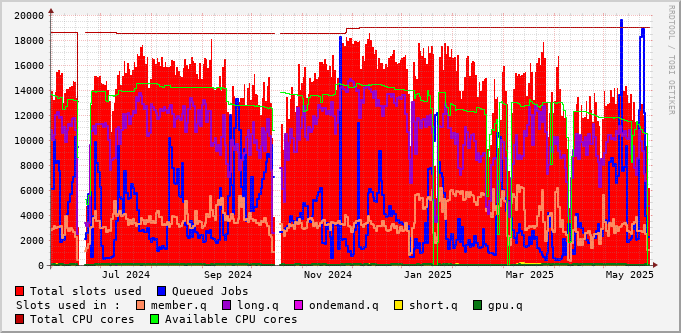 20000
18000
16000
14000
12000
10000
8000
6000
4000
2000
0
Jul 2024 Sep 2024 Nov 2024 Jan 2025 Mar 2025 May 2025
RRDTOOL / TOBI OETIKER
Total slots used Queued Jobs
Slots used in : member.q long.q ondemand.q short.q gpu.q
Total CPU cores Available CPU cores